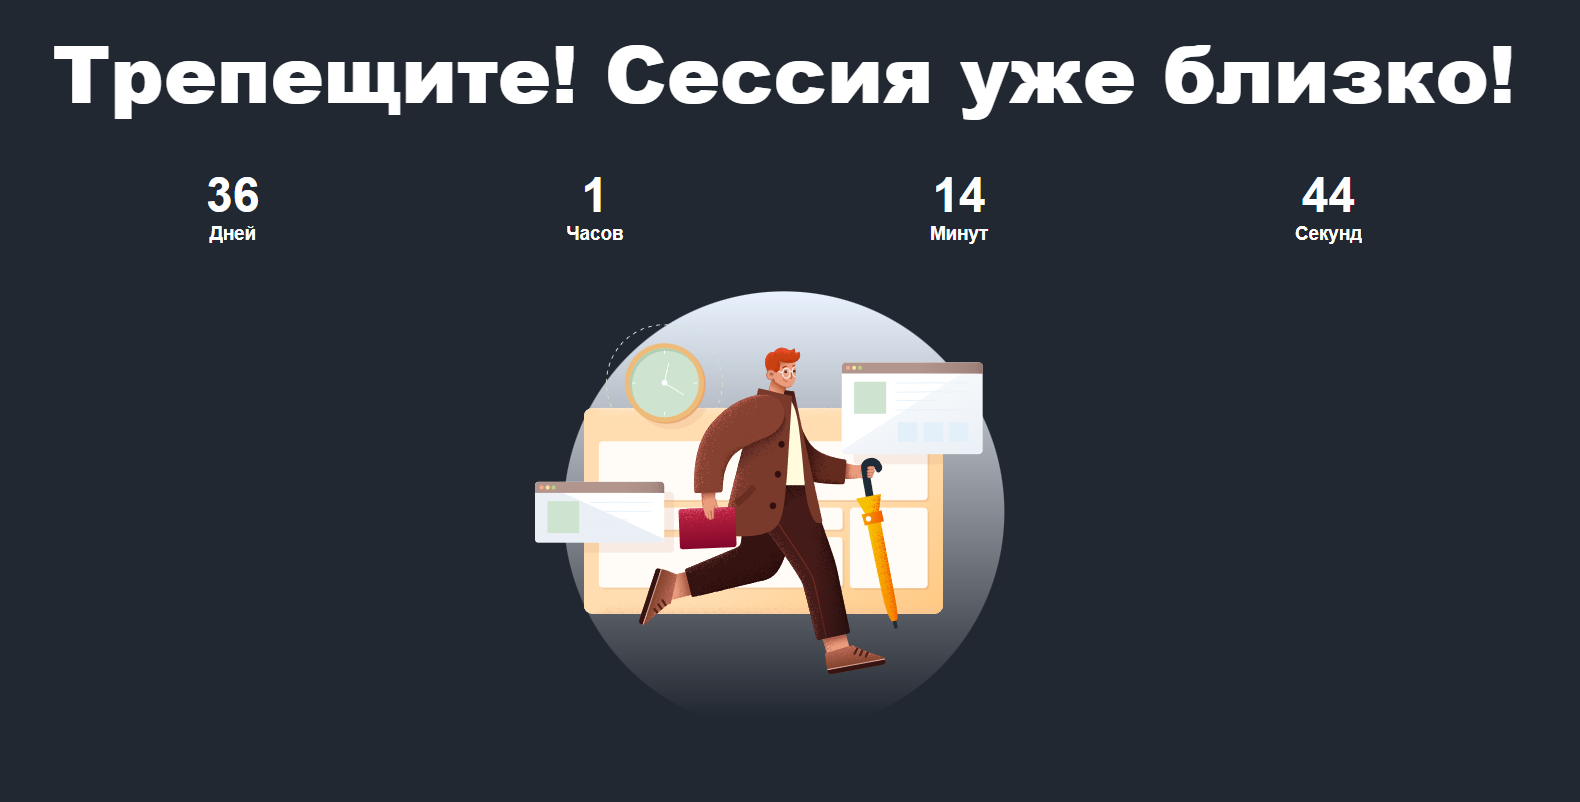 Трепещите! Сессия уже близко!
36 1 14 44
Дней Часов Минут Секунд